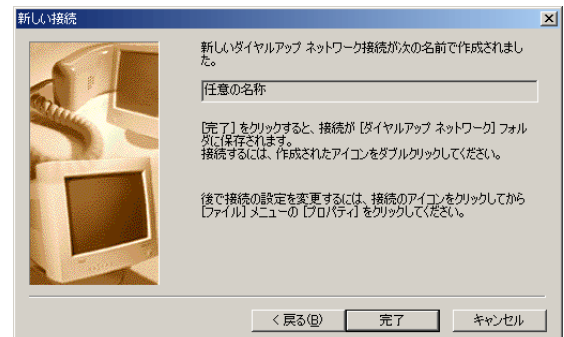 新しい接続
新しいダイヤルアップ ネットワーク接続が次の名前で作成されまし
た。
任意の名称
[完了] をクリックすると、接続が [ダイヤルアップ ネットワーク] フォル
ダに保存されます。
接続するには、作成されたアイコンをダブルクリックしてください。
後で接続の設定を変更するには、接続のアイコンをクリックしてから
[ファイル] メニューの [プロパティ] をクリックしてください。
< 戻る(B)
完了
キャンセル